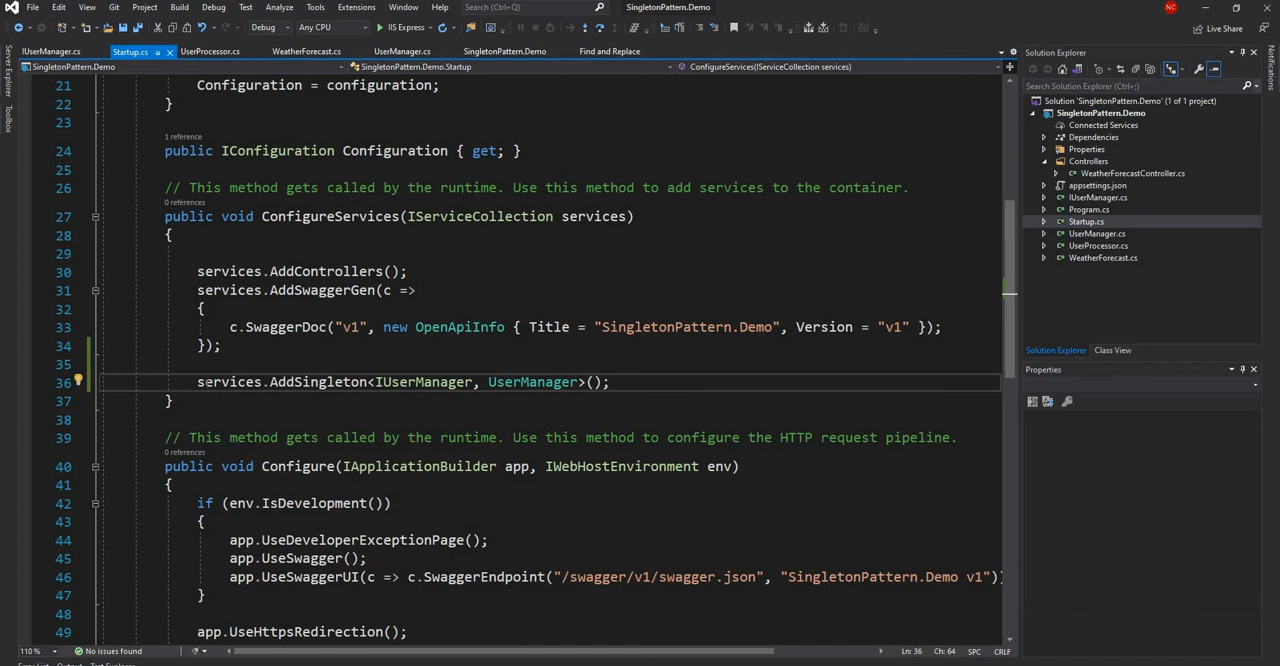 File Edit View Git Project Build Debug Test Analyze Tools Extensions Window Help Search (Ctrl+Q) SingletonPattern.Demo NC
Debug Any CPU IIS Express Live Share
IUserManager.cs Startup.cs UserProcessor.cs WeatherForecast.cs UserManager.cs SingletonPattern.Demo Find and Replace
SingletonPattern.Demo SingletonPattern.Demo.Startup ConfigureServices(IServiceCollection services)
Server Explorer
Toolbox
21 Configuration = configuration;
22 }
23
1 reference
24 public IConfiguration Configuration { get; }
25
26 // This method gets called by the runtime. Use this method to add services to the container.
0 references
27 public void ConfigureServices(IServiceCollection services)
28 {
29
30 services.AddControllers();
31 services.AddSwaggerGen(c =>
32 {
33 c.SwaggerDoc("v1", new OpenApiInfo { Title = "SingletonPattern.Demo", Version = "v1" });
34 });
35
36 services.AddSingleton<IUserManager, UserManager>();
37 }
38
39 // This method gets called by the runtime. Use this method to configure the HTTP request pipeline.
0 references
40 public void Configure(IApplicationBuilder app, IWebHostEnvironment env)
41 {
42 if (env.IsDevelopment())
43 {
44 app.UseDeveloperExceptionPage();
45 app.UseSwagger();
46 app.UseSwaggerUI(c => c.SwaggerEndpoint("/swagger/v1/swagger.json", "SingletonPattern.Demo v1"))
47 }
48
49 app.UseHttpsRedirection();
110 % No issues found Ln: 36 Ch: 64 SPC CRLF
Error List Output Test Explorer
Solution Explorer
Search Solution Explorer (Ctrl+;)
Solution 'SingletonPattern.Demo' (1 of 1 project)
SingletonPattern.Demo
Connected Services
Dependencies
Properties
Controllers
WeatherForecastController.cs
appsettings.json
IUserManager.cs
Program.cs
Startup.cs
UserManager.cs
UserProcessor.cs
WeatherForecast.cs
Solution Explorer Class View
Properties
Notifications